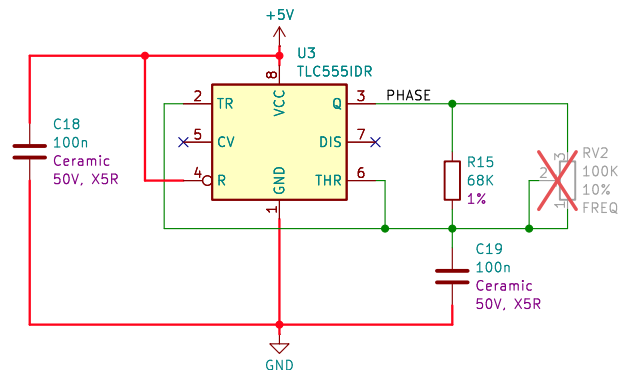 +5V
U3
TLC555IDR
8
VCC
2
TR
Q
3
PHASE
5
CV
DIS
7
4
R
GND
THR
6
1
C18
100n
Ceramic
50V, X5R
R15
68K
1%
3
2
1
RV2
100K
10%
FREQ
C19
100n
Ceramic
50V, X5R
GND